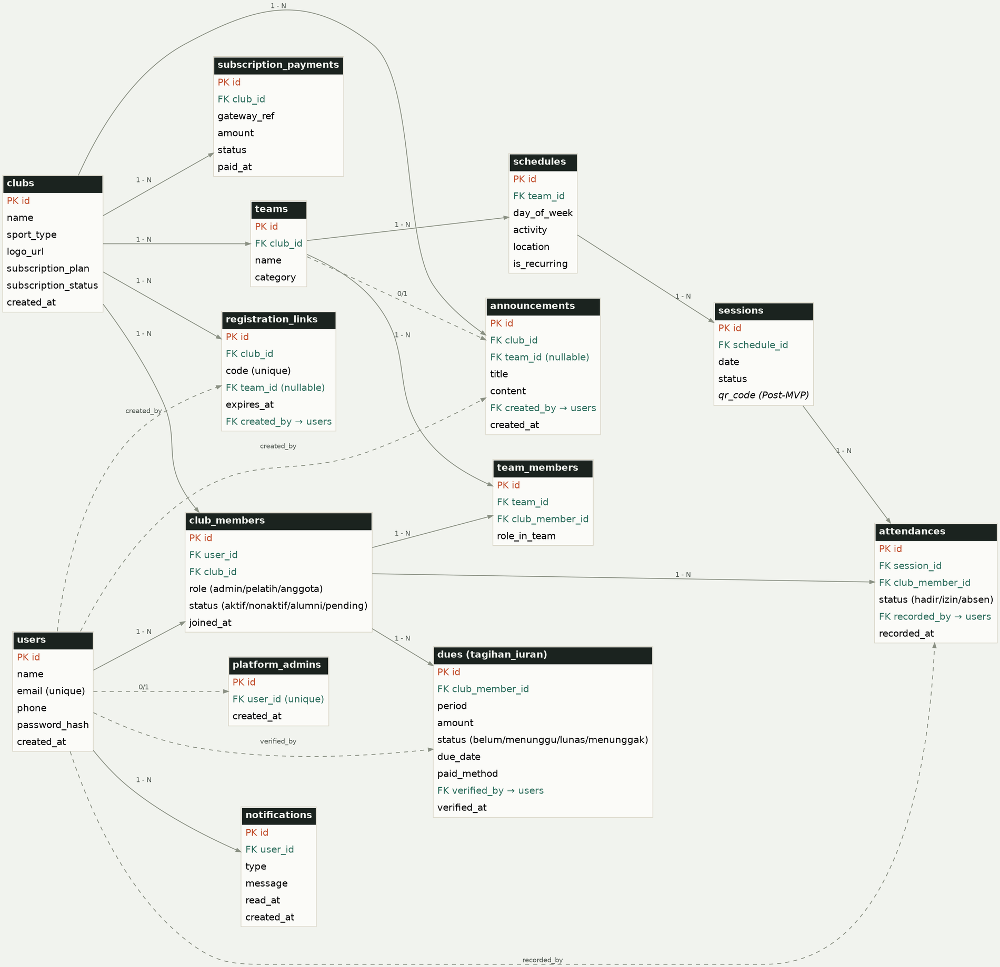 1 - N
subscription_payments
PK id
FK club_id
gateway_ref
amount
status
paid_at
1 - N
clubs
PK id
name
sport_type
logo_url
subscription_plan
subscription_status
created_at
1 - N
teams
PK id
FK club_id
name
category
1 - N
schedules
PK id
FK team_id
day_of_week
activity
location
is_recurring
1 - N
registration_links
PK id
FK club_id
code (unique)
FK team_id (nullable)
expires_at
FK created_by → users
0/1
announcements
PK id
FK club_id
FK team_id (nullable)
title
content
FK created_by → users
created_at
1 - N
sessions
PK id
FK schedule_id
date
status
qr_code (Post-MVP)
1 - N
1 - N
created_by
created_by
1 - N
team_members
PK id
FK team_id
FK club_member_id
role_in_team
club_members
PK id
FK user_id
FK club_id
role (admin/pelatih/anggota)
status (aktif/nonaktif/alumni/pending)
joined_at
1 - N
1 - N
attendances
PK id
FK session_id
FK club_member_id
status (hadir/izin/absen)
FK recorded_by → users
recorded_at
users
PK id
name
email (unique)
phone
password_hash
created_at
1 - N
0/1
platform_admins
PK id
FK user_id (unique)
created_at
1 - N
dues (tagihan_iuran)
PK id
FK club_member_id
period
amount
status (belum/menunggu/lunas/menunggak)
due_date
paid_method
FK verified_by → users
verified_at
verified_by
1 - N
notifications
PK id
FK user_id
type
message
read_at
created_at
recorded_by